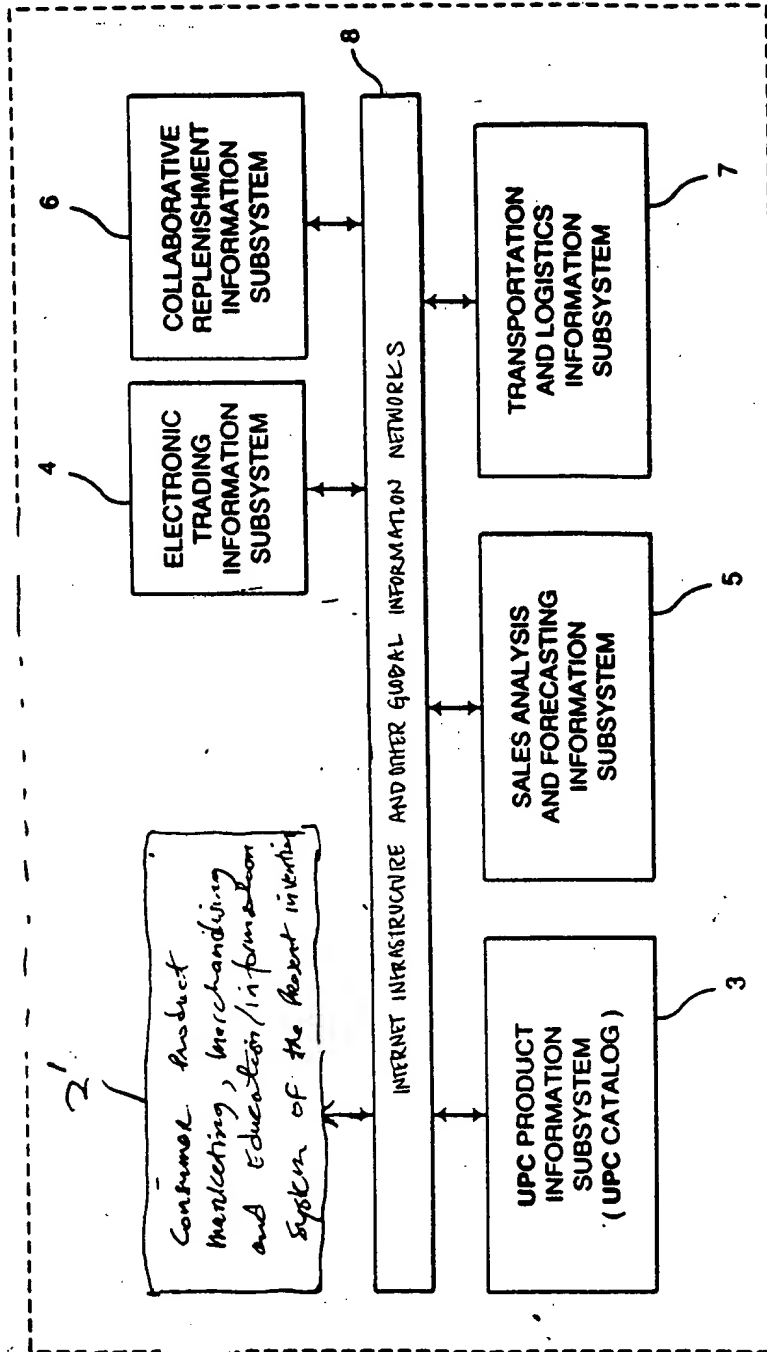 2'
Consumer Product
Marketing, Merchandising
and Education/information
System of the Present invention
4
ELECTRONIC
TRADING
INFORMATION
SUBSYSTEM
6
COLLABORATIVE
REPLENISHMENT
INFORMATION
SUBSYSTEM
8
INTERNET INFRASTRUCTURE AND OTHER GLOBAL INFORMATION NETWORKS
UPC PRODUCT
INFORMATION
SUBSYSTEM
( UPC CATALOG )
3
SALES ANALYSIS
AND FORECASTING
INFORMATION
SUBSYSTEM
5
TRANSPORTATION
AND LOGISTICS
INFORMATION
SUBSYSTEM
7